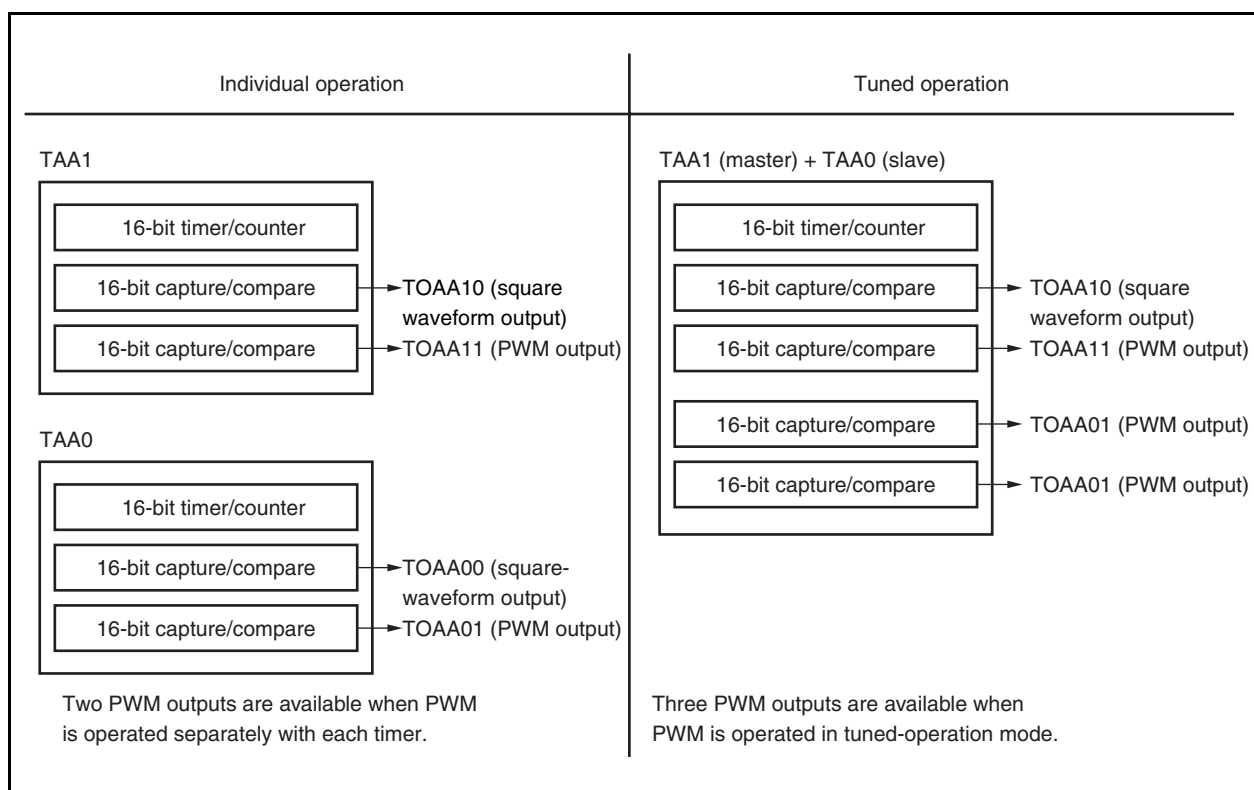 Individual operation
TAA1
16-bit timer/counter
16-bit capture/compare
TOAA10 (square
waveform output)
16-bit capture/compare
TOAA11 (PWM output)
TAA0
16-bit timer/counter
16-bit capture/compare
TOAA00 (square-
waveform output)
16-bit capture/compare
TOAA01 (PWM output)
Two PWM outputs are available when PWM
is operated separately with each timer.
Tuned operation
TAA1 (master) + TAA0 (slave)
16-bit timer/counter
16-bit capture/compare
TOAA10 (square
waveform output)
16-bit capture/compare
TOAA11 (PWM output)
16-bit capture/compare
TOAA01 (PWM output)
16-bit capture/compare
TOAA01 (PWM output)
Three PWM outputs are available when
PWM is operated in tuned-operation mode.